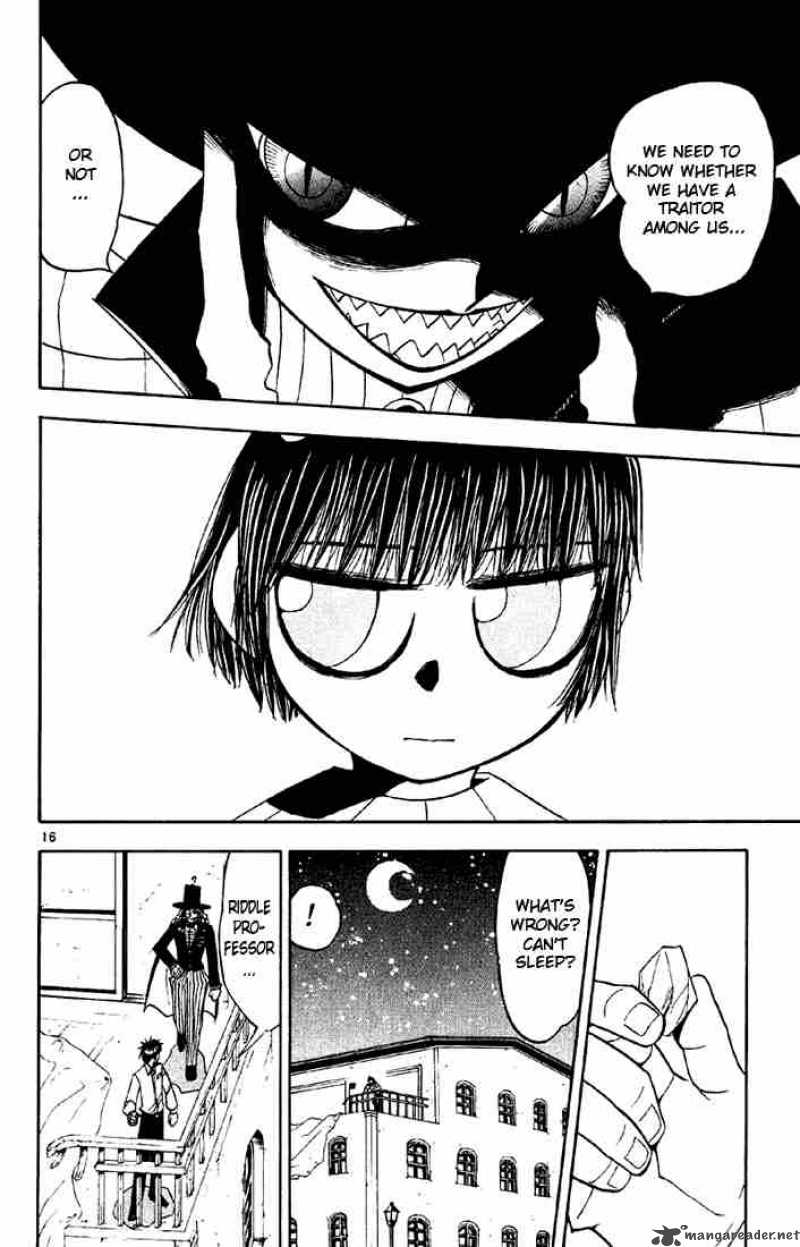 WE NEED TO
KNOW WHETHER
WE HAVE A
TRAITOR
AMONG US...
OR
NOT
...
16
WHAT'S
WRONG?
CAN'T
SLEEP?
!
RIDDLE
PRO-
FESSOR
...
mangareader.net